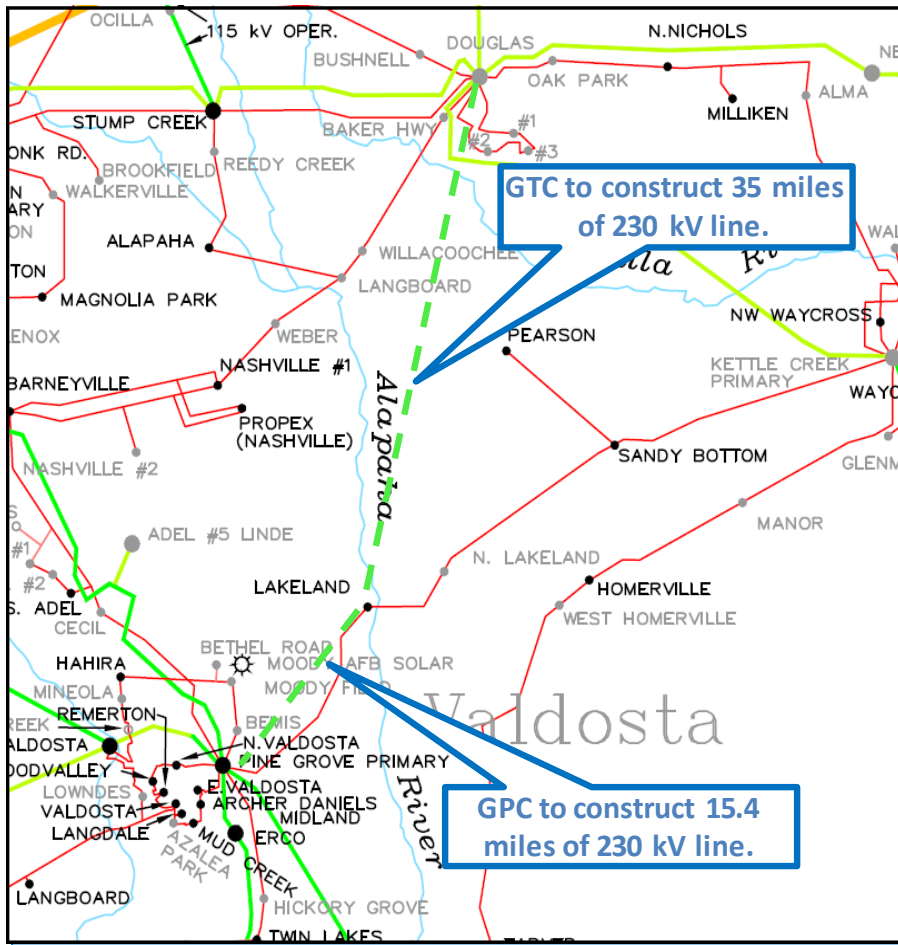 OCILLA
115 kV OPER.
BUSHNELL
DOUGLAS
N.NICHOLS
OAK PARK
ALMA
MILLIKEN
STUMP CREEK
BAKER HWY
#1
#2
#3
RD.
BROOKFIELD
REEDY CREEK
WALKERVILLE
GTC to construct 35 miles
of 230 kV line.
ALAPAHA
WILLACOOCHEE
LANGBOARD
MAGNOLIA PARK
WEBER
PEARSON
NW WAYCROSS
KETTLE CREEK
PRIMARY
NASHVILLE #1
BARNEYVILLE
PROPEX
(NASHVILLE)
Alapaha
NASHVILLE #2
SANDY BOTTOM
MANOR
ADEL #5 LINDE
#1
#2
N. LAKELAND
LAKELAND
HOMERVILLE
S. ADEL
CECIL
WEST HOMERVILLE
BETHEL ROAD
HAHIRA
MOODY AFB SOLAR
MINEOLA
REMERTON
BEMIS
Valdosta
N.VALDOSTA
PINE GROVE PRIMARY
LOWNDES
E.VALDOSTA
VALDOSTA
ARCHER DANIELS
LANGDALE
MIDLAND
AZALEA
PARK
MUD CREEK
ERCO
River
GPC to construct 15.4
miles of 230 kV line.
LANGBOARD
HICKORY GROVE
TWIN LAKES